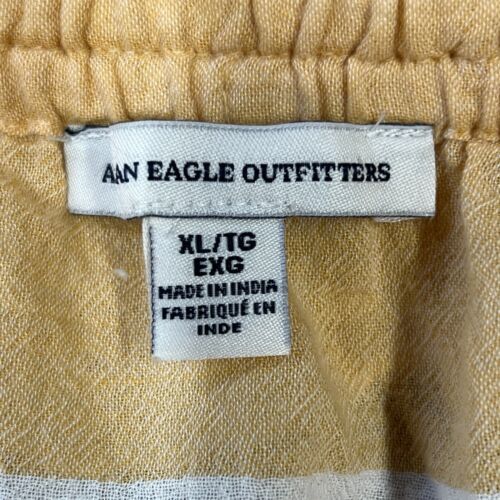 AAN EAGLE OUTFITTERS
XL/TG
EXG
MADE IN INDIA
FABRIQUÉ EN
INDE